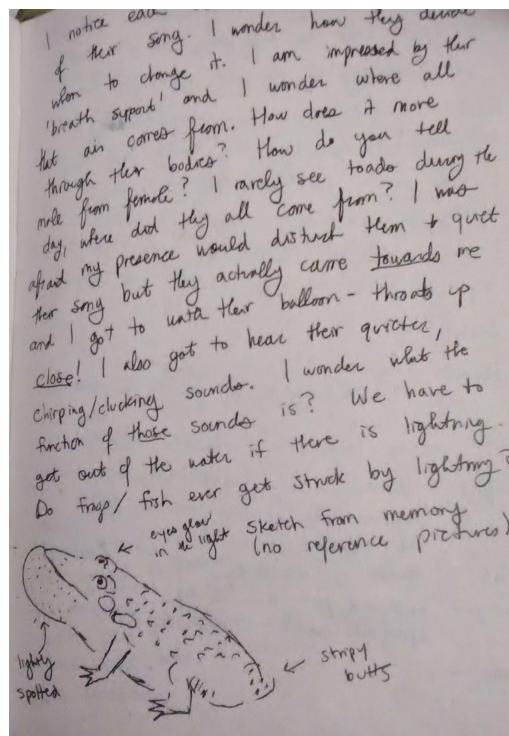 I notice each
of their song. I wonder how they decide
when to change it. I am impressed by their
'breath support' and I wonder where all
that air comes from. How does it move
through their bodies? How do you tell
male from female? I rarely see toads during the
day, where did they all come from? I was
afraid my presence would disturb them + quiet
their song but they actually came towards me
and I got to watch their balloon-throats up
close! I also got to hear their quieter,
chirping/clucking sounds. I wonder what the
function of those sounds is? We have to
get out of the water if there is lightning.
Do frogs/fish ever get struck by lightning?
eyes glow
in the light
sketch from memory
(no reference pictures)
lightly
spotted
stripy
butts